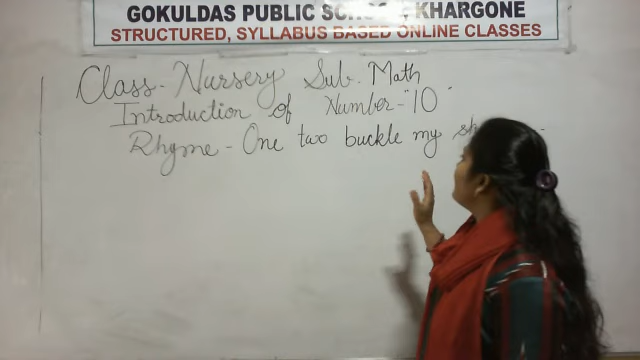 GOKULDAS PUBLIC SCHOOL, KHARGONE
STRUCTURED, SYLLABUS BASED ONLINE CLASSES
Class - Nursery Sub. Math
Introduction of Number - "10"
Rhyme - One two buckle my